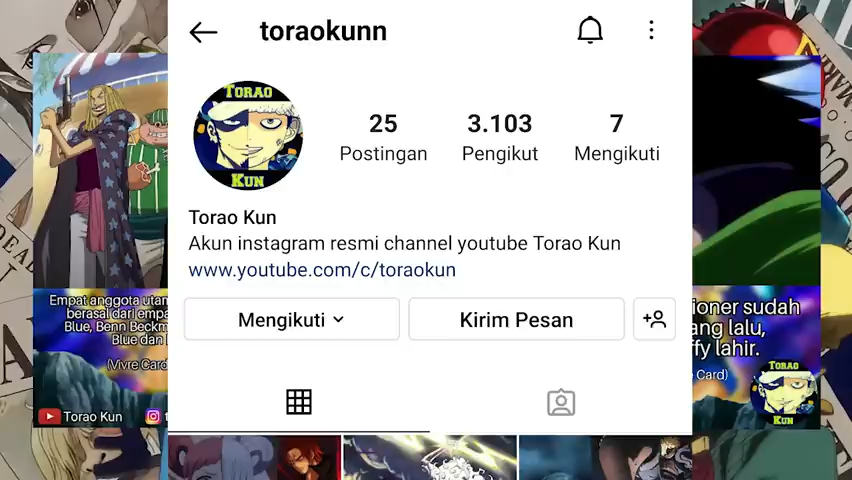 toraokunn
TORAO
KUN
25
Postingan
3.103
Pengikut
7
Mengikuti
Torao Kun
Akun instagram resmi channel youtube Torao Kun
www.youtube.com/c/toraokun
Mengikuti
Kirim Pesan
Empat anggota utam
berasal dari empa
Blue, Benn Beckm
Blue dan
(Vivre Card
Torao Kun
ioner sudah
ang lalu,
ffy lahir.
Card)
TORAO
KUN
DEAD